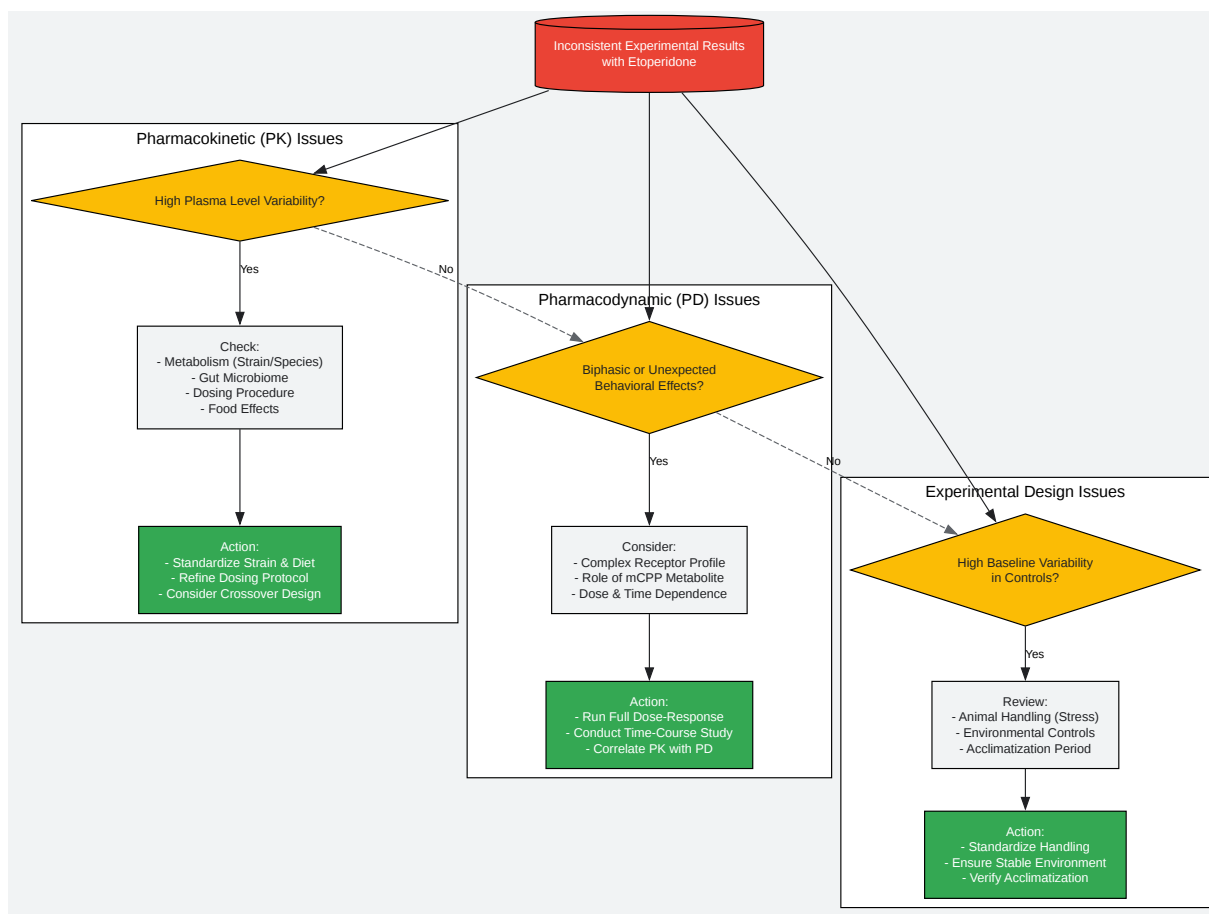 Inconsistent Experimental Results
with Etoperidone
Pharmacokinetic (PK) Issues
High Plasma Level Variability?
Yes
No
Check:
- Metabolism (Strain/Species)
- Gut Microbiome
- Dosing Procedure
- Food Effects
Action:
- Standardize Strain & Diet
- Refine Dosing Protocol
- Consider Crossover Design
Pharmacodynamic (PD) Issues
Biphasic or Unexpected
Behavioral Effects?
Yes
No
Consider:
- Complex Receptor Profile
- Role of mCPP Metabolite
- Dose & Time Dependence
Action:
- Run Full Dose-Response
- Conduct Time-Course Study
- Correlate PK with PD
Experimental Design Issues
High Baseline Variability
in Controls?
Yes
Review:
- Animal Handling (Stress)
- Environmental Controls
- Acclimatization Period
Action:
- Standardize Handling
- Ensure Stable Environment
- Verify Acclimatization